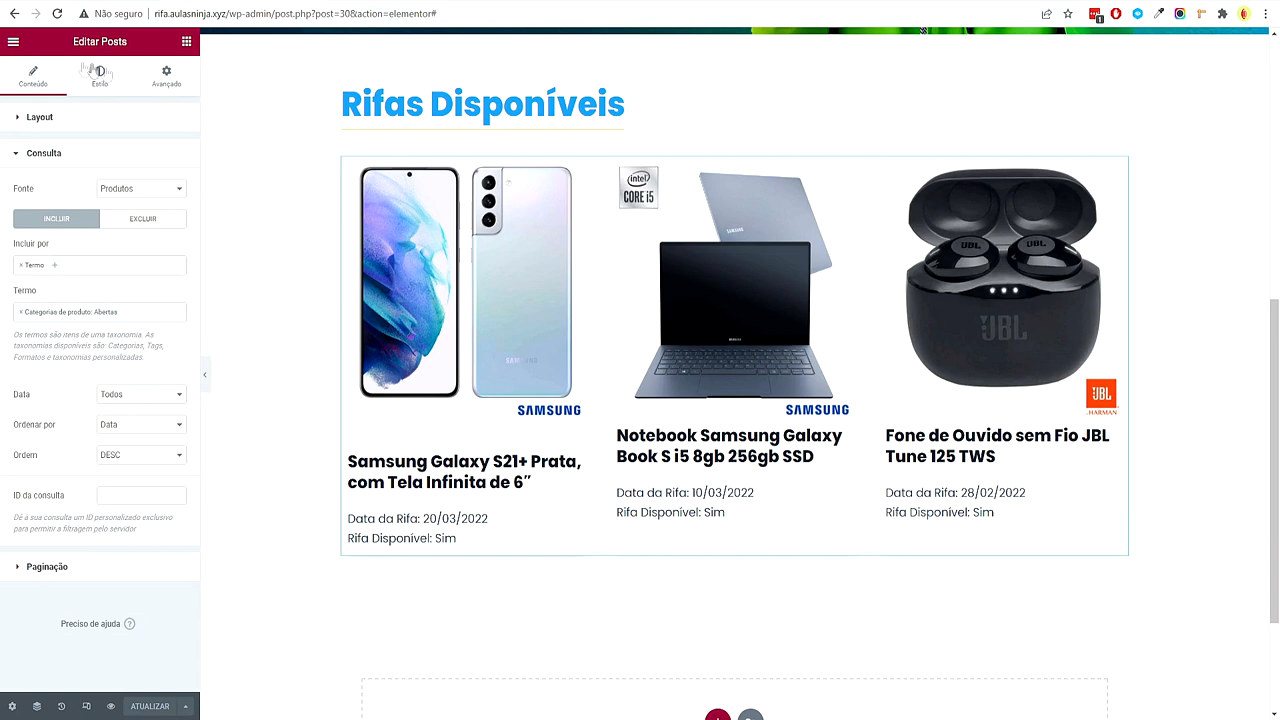 Não seguro
rifa.aulasninja.xyz/wp-admin/post.php?post=30&action=elementor#
1
Editar Posts
Conteúdo
Estilo
Avançado
Layout
Consulta
Fonte
Produtos
INCLUIR
EXCLUIR
Incluir por
× Termo +
Termo
× Categorias de produto: Abertas
Os termos são itens de uma taxonomia. As
taxonomias disponíveis são: Categorias, Tags,
Formatos e taxonomias personalizadas.
Data
Todos
Ordenar por
Data
Ordem
DESC
ID da consulta
Dê à sua consulta um ID personalizado exclusivo
para permitir a filtragem pelo servidor.
Paginação
Preciso de ajuda ?
ATUALIZAR
Rifas Disponíveis
SAMSUNG
SAMSUNG
Samsung Galaxy S21+ Prata,
com Tela Infinita de 6″
Data da Rifa: 20/03/2022
Rifa Disponível: Sim
intel
CORE i5
SAMSUNG
SAMSUNG
SAMSUNG
Notebook Samsung Galaxy
Book S i5 8gb 256gb SSD
Data da Rifa: 10/03/2022
Rifa Disponível: Sim
JBL
JBL
JBL
JBL
HARMAN
Fone de Ouvido sem Fio JBL
Tune 125 TWS
Data da Rifa: 28/02/2022
Rifa Disponível: Sim